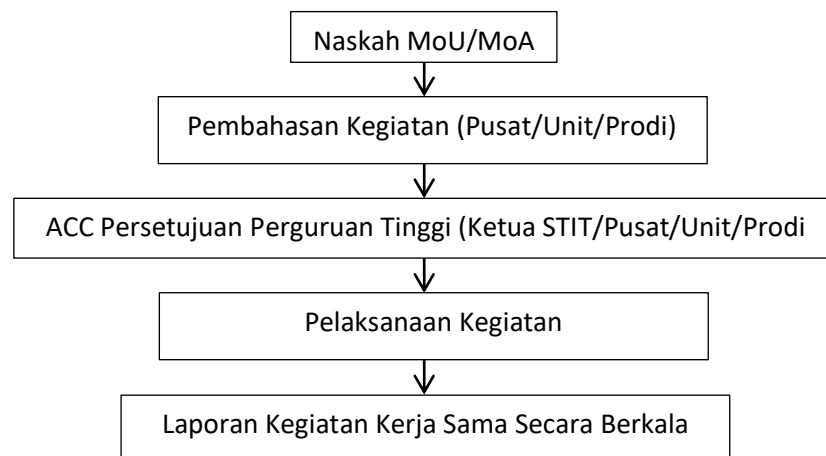 Naskah MoU/MoA
Pembahasan Kegiatan (Pusat/Unit/Prodi)
ACC Persetujuan Perguruan Tinggi (Ketua STIT/Pusat/Unit/Prodi
Pelaksanaan Kegiatan
Laporan Kegiatan Kerja Sama Secara Berkala